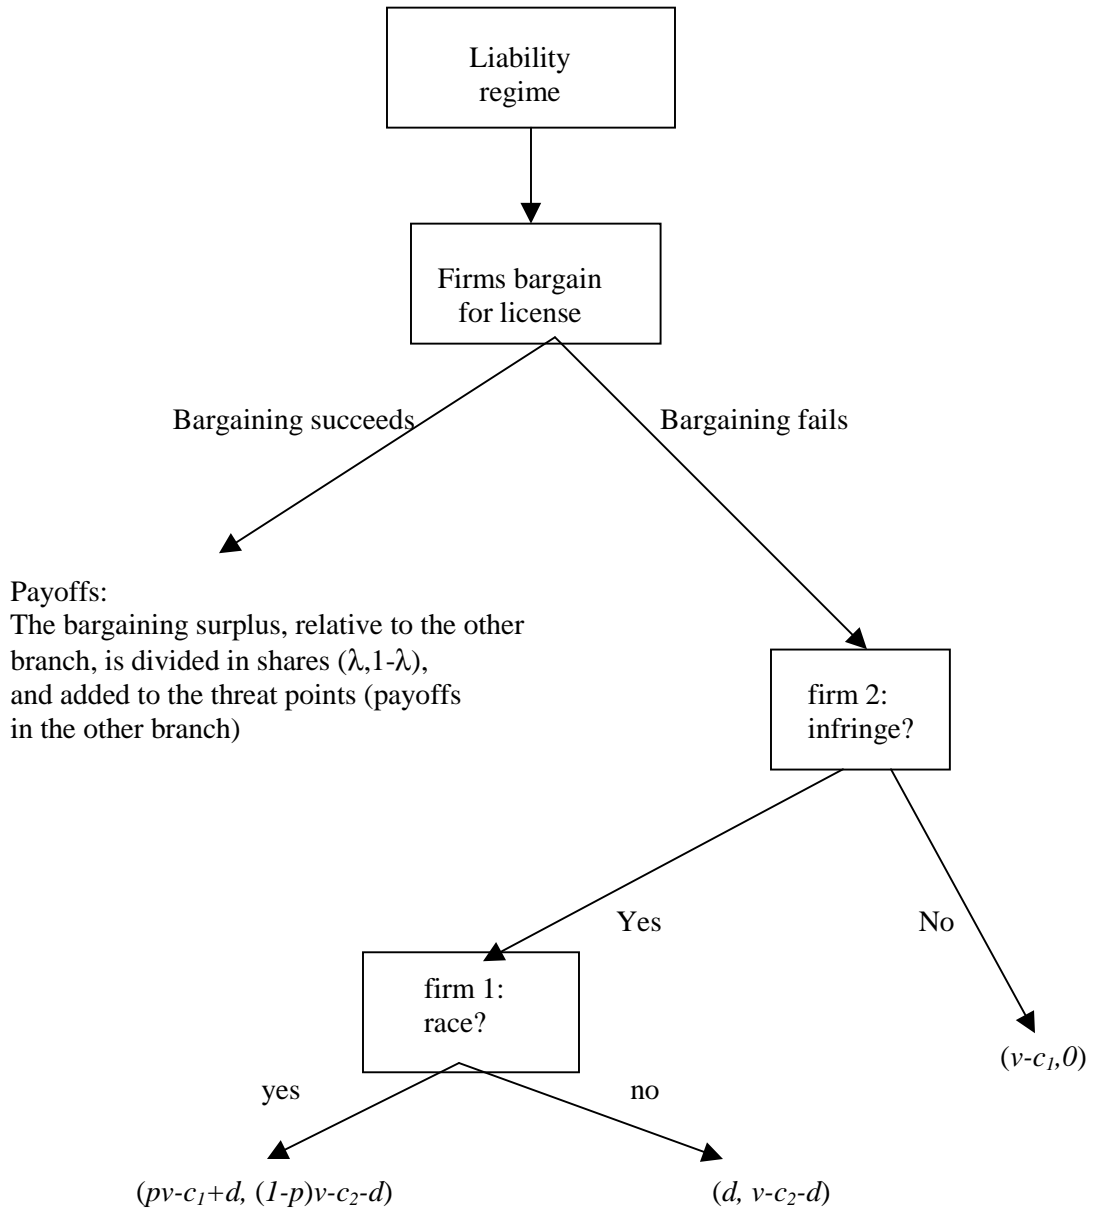 Liability
regime
Firms bargain
for license
Bargaining succeeds
Bargaining fails
Payoffs:
The bargaining surplus, relative to the other
branch, is divided in shares (λ,1-λ),
and added to the threat points (payoffs
in the other branch)
firm 2:
infringe?
Yes
No
firm 1:
race?
(v-c₁,0)
yes
no
(pv-c₁+d, (1-p)v-c₂-d)
(d, v-c₂-d)